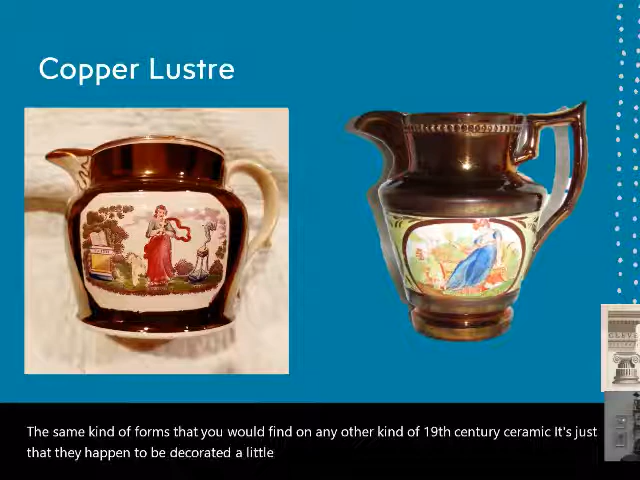 Copper Lustre
The same kind of forms that you would find on any other kind of 19th century ceramic It's just
that they happen to be decorated a little